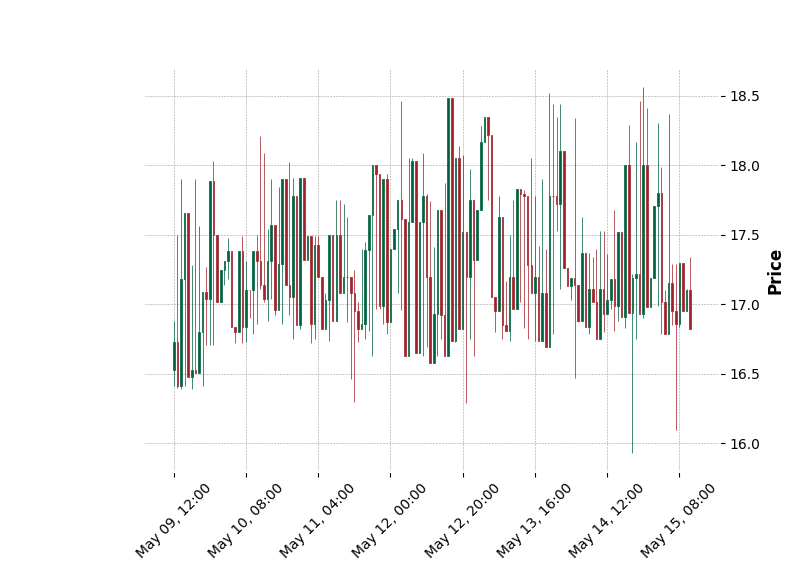 18.5
18.0
17.5
17.0
16.5
16.0
Price
May 09, 12:00
May 10, 08:00
May 11, 04:00
May 12, 00:00
May 12, 20:00
May 13, 16:00
May 14, 12:00
May 15, 08:00